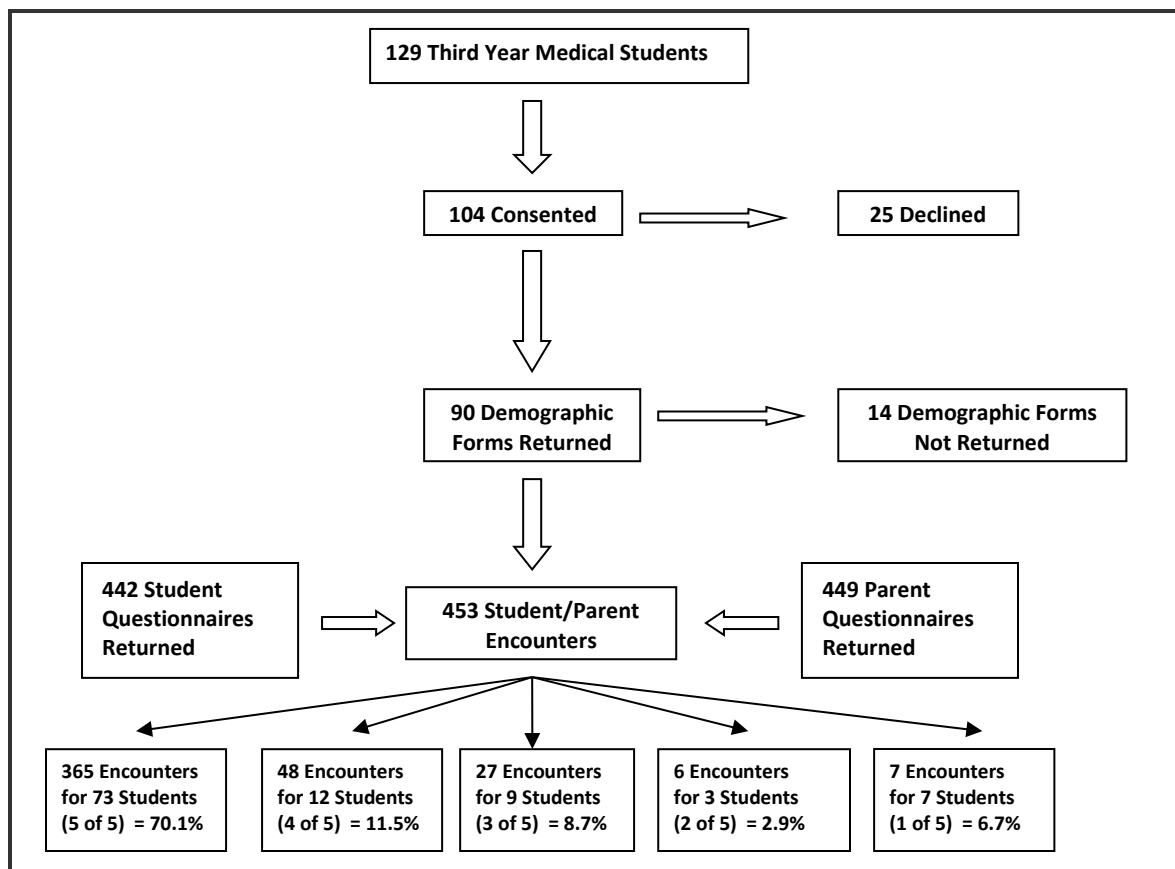 129 Third Year Medical Students
104 Consented
25 Declined
90 Demographic
Forms Returned
14 Demographic Forms
Not Returned
442 Student
Questionnaires
Returned
453 Student/Parent
Encounters
449 Parent
Questionnaires
Returned
365 Encounters
for 73 Students
(5 of 5) = 70.1%
48 Encounters
for 12 Students
(4 of 5) = 11.5%
27 Encounters
for 9 Students
(3 of 5) = 8.7%
6 Encounters
for 3 Students
(2 of 5) = 2.9%
7 Encounters
for 7 Students
(1 of 5) = 6.7%